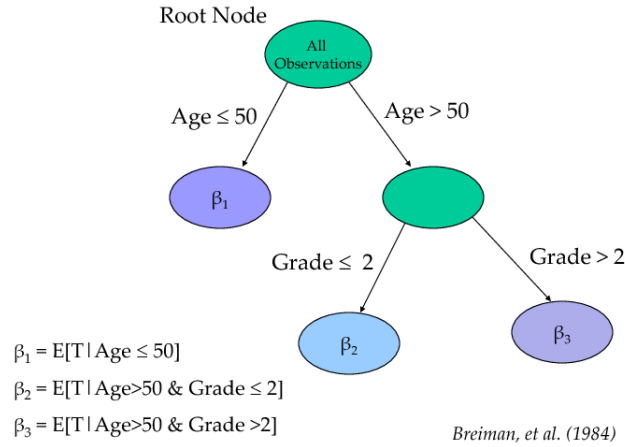 Root Node
All
Observations
Age ≤ 50
Age > 50
β₁
Grade ≤ 2
Grade > 2
β₂
β₃
β₁ = E[T|Age ≤ 50]
β₂ = E[T|Age>50 & Grade ≤ 2]
β₃ = E[T|Age>50 & Grade >2]
Breiman, et al. (1984)